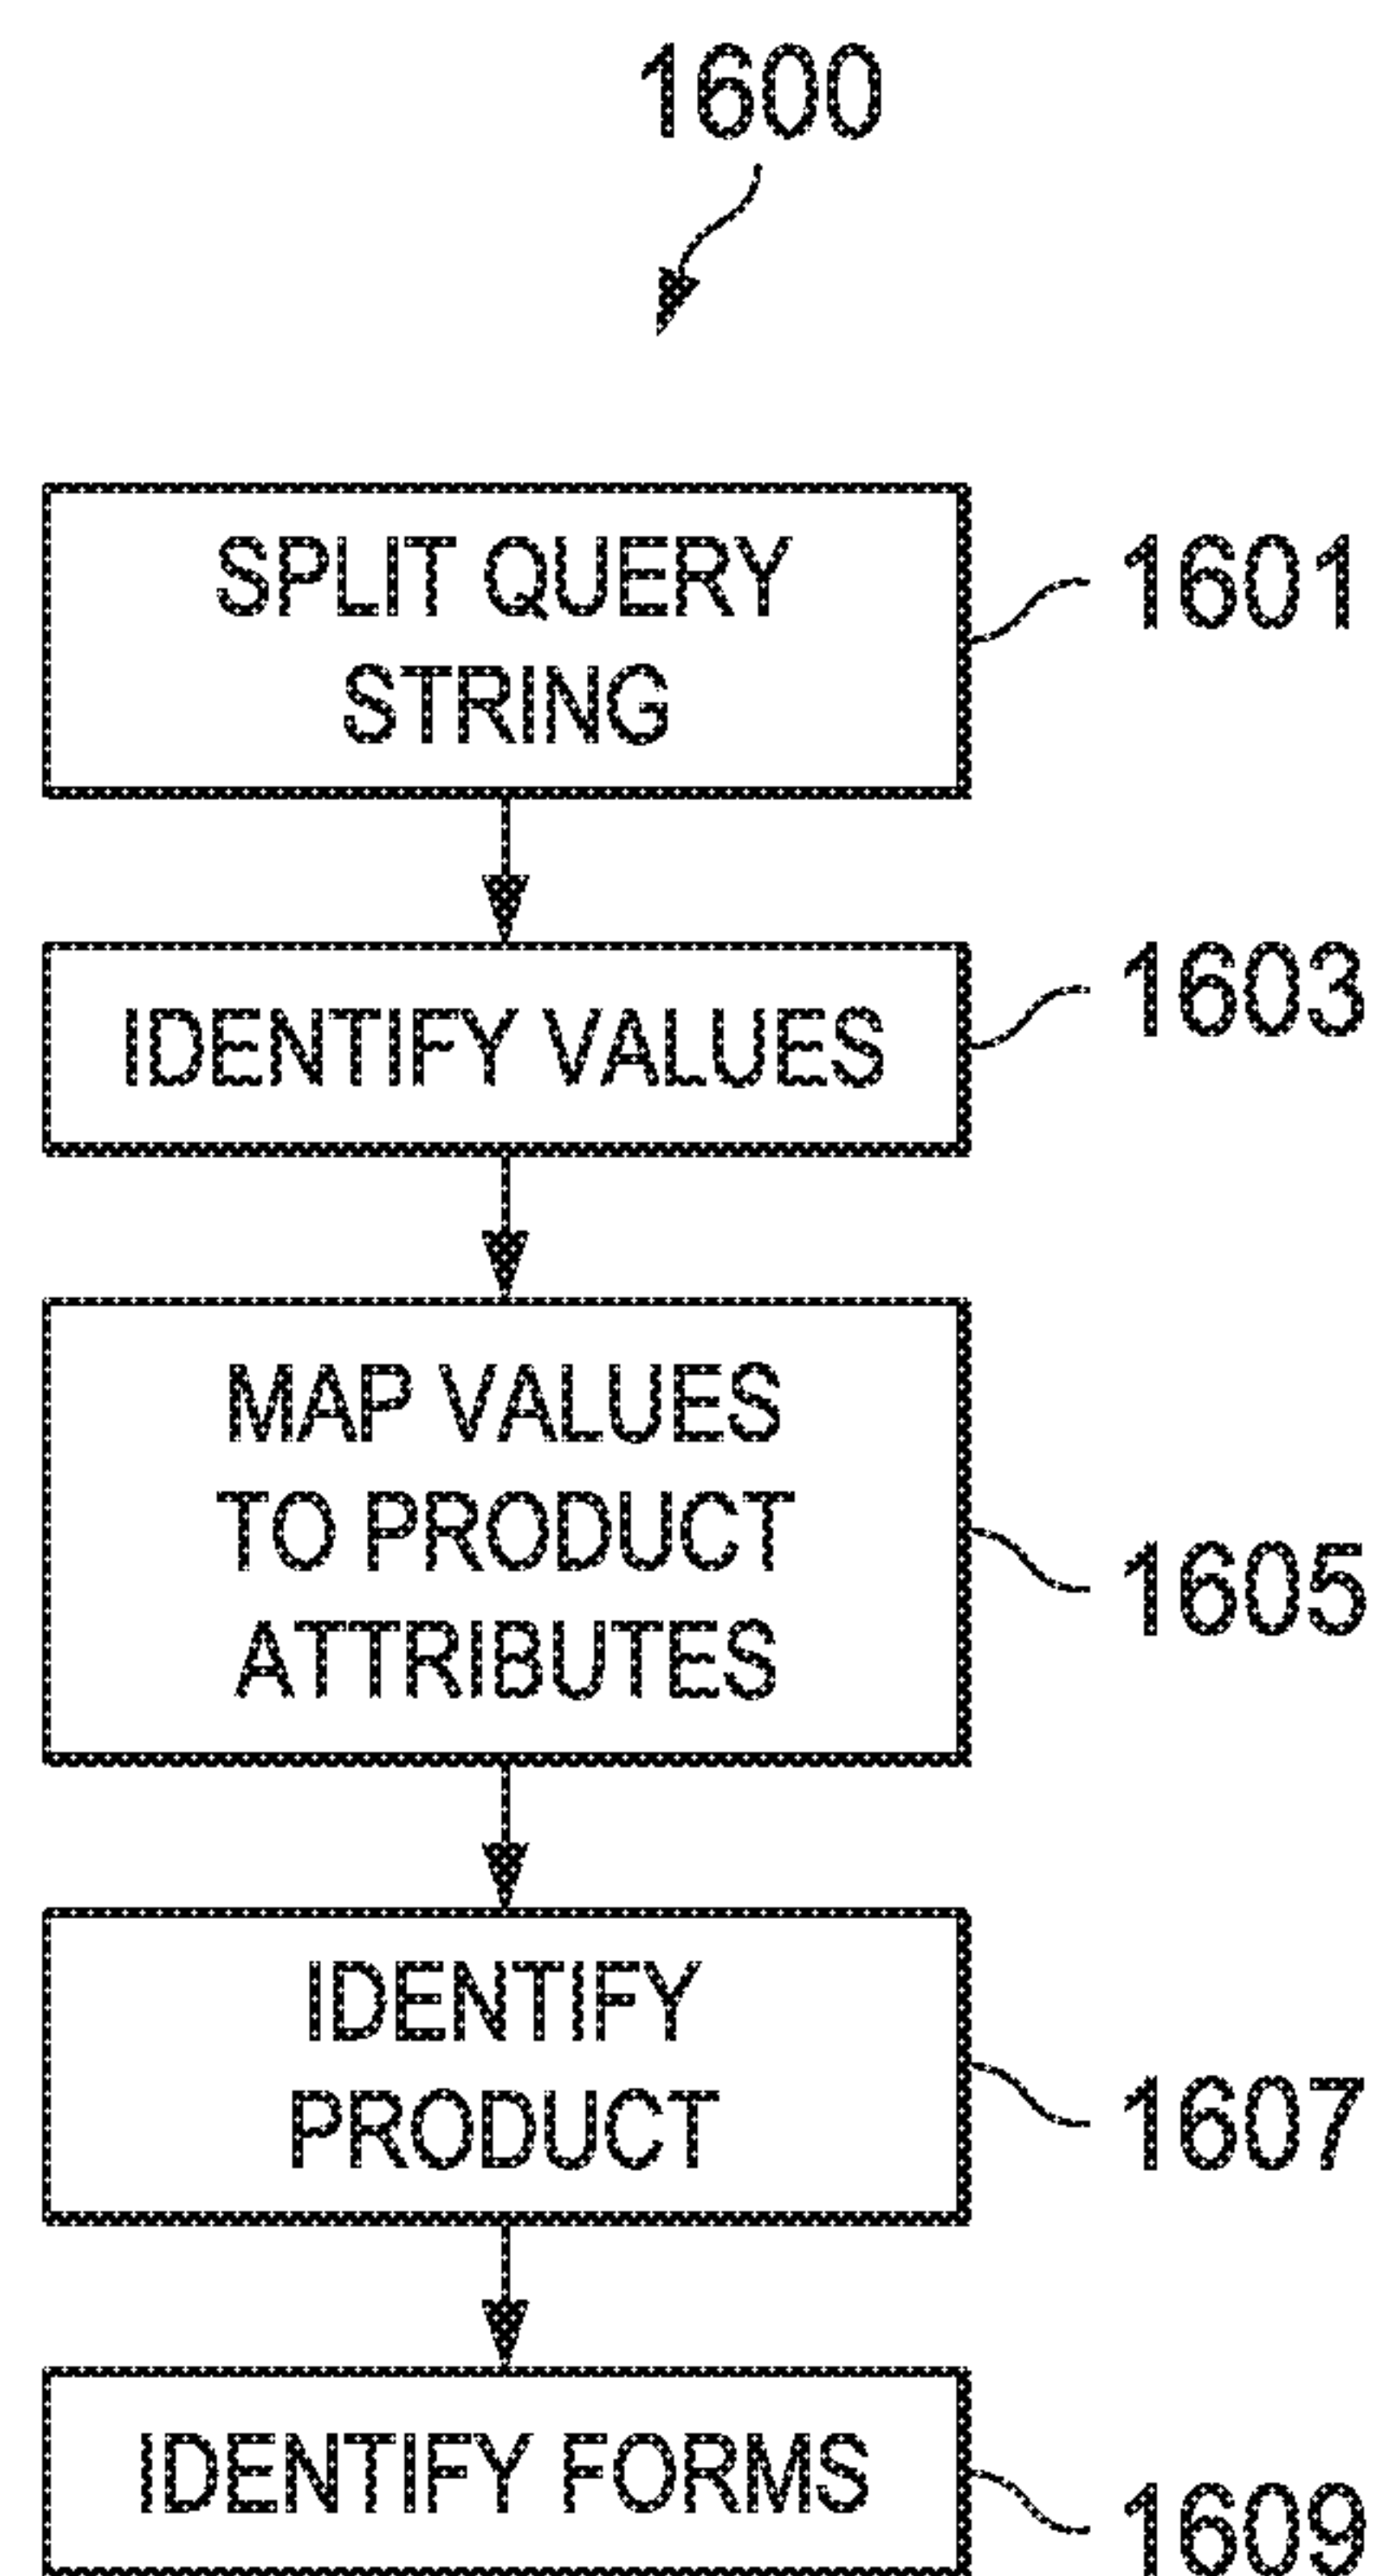 1600
SPLIT QUERY
STRING
1601
IDENTIFY VALUES
1603
MAP VALUES
TO PRODUCT
ATTRIBUTES
1605
IDENTIFY
PRODUCT
1607
IDENTIFY FORMS
1609